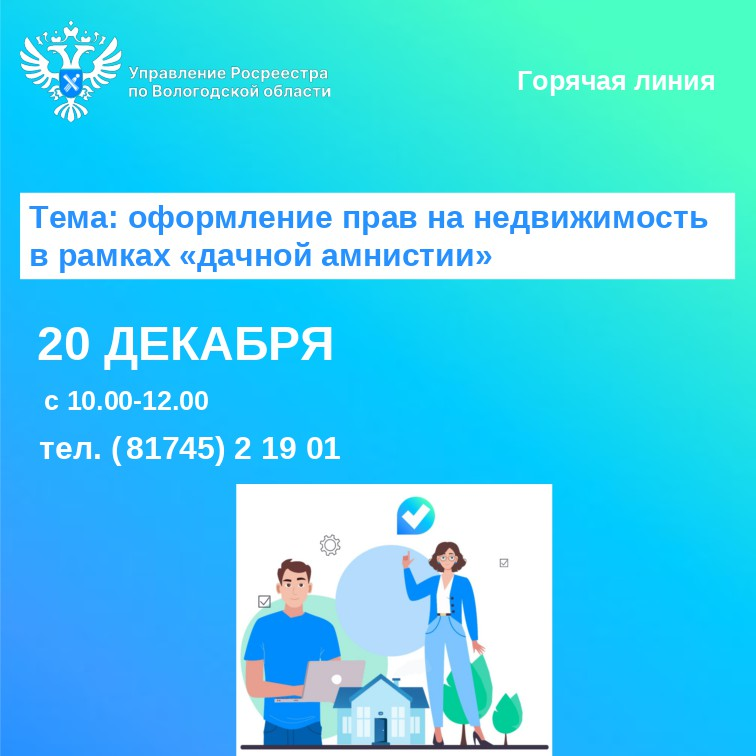 Управление Росреестра
по Вологодской области
Горячая линия
Тема: оформление прав на недвижимость
в рамках «дачной амнистии»
20 ДЕКАБРЯ
с 10.00-12.00
тел. (81745) 2 19 01